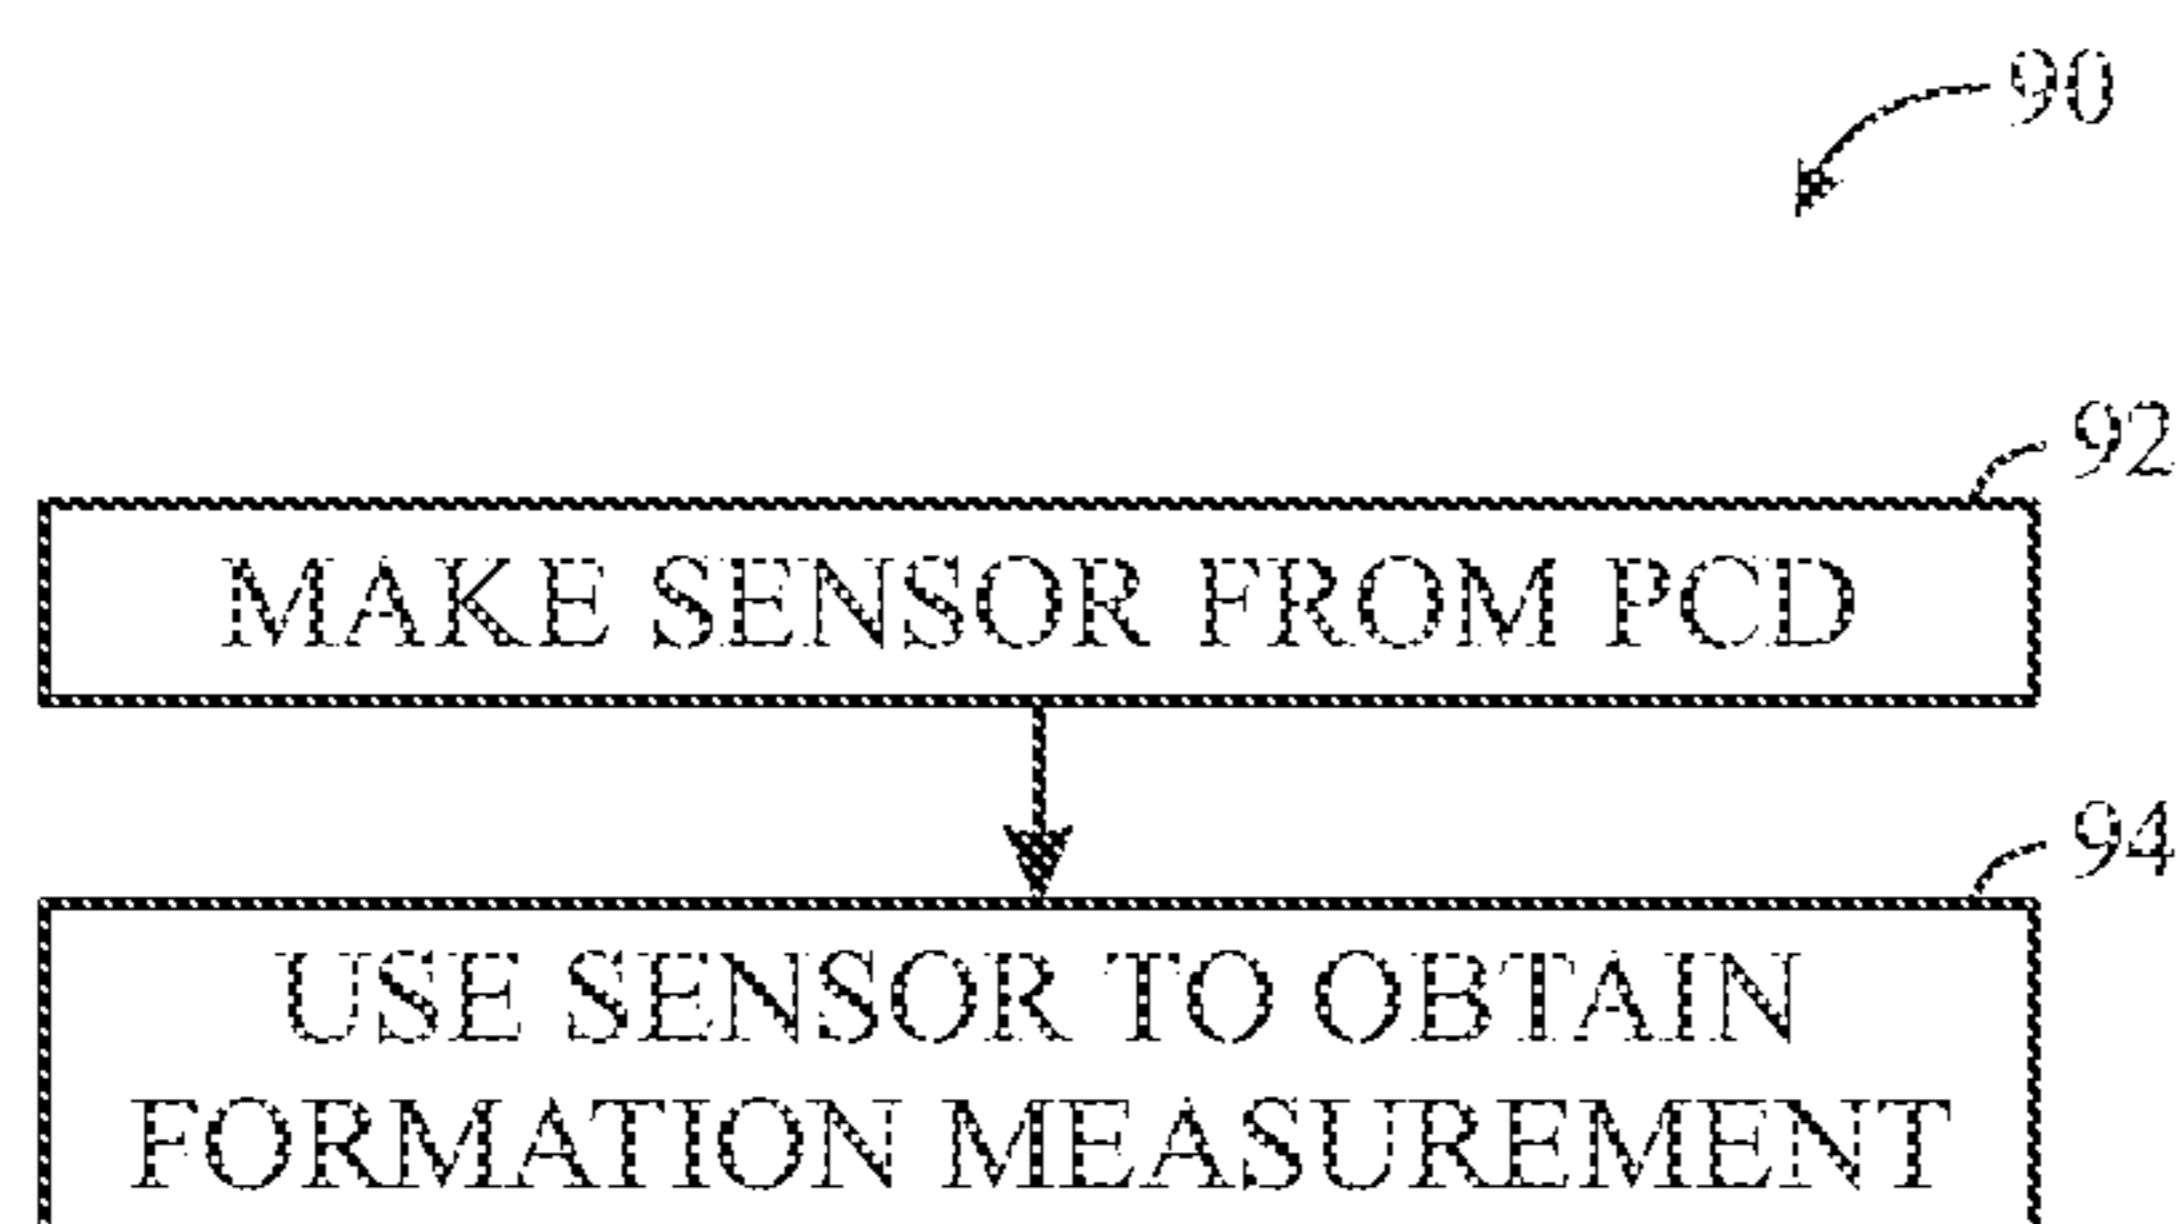 90
92
MAKE SENSOR FROM PCD
94
USE SENSOR TO OBTAIN
FORMATION MEASUREMENT